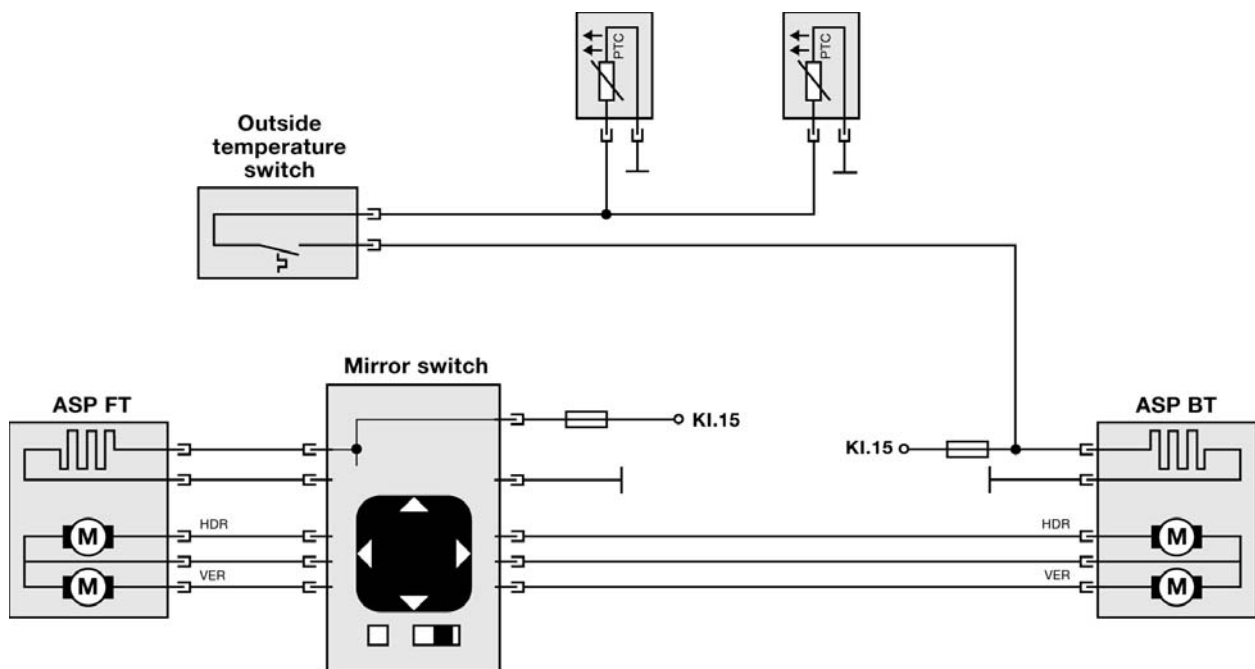 PTC
PTC
Outside
temperature
switch
Mirror switch
ASP FT
KI.15
KI.15
ASP BT
HDR
HDR
M
M
VER
VER
M
M